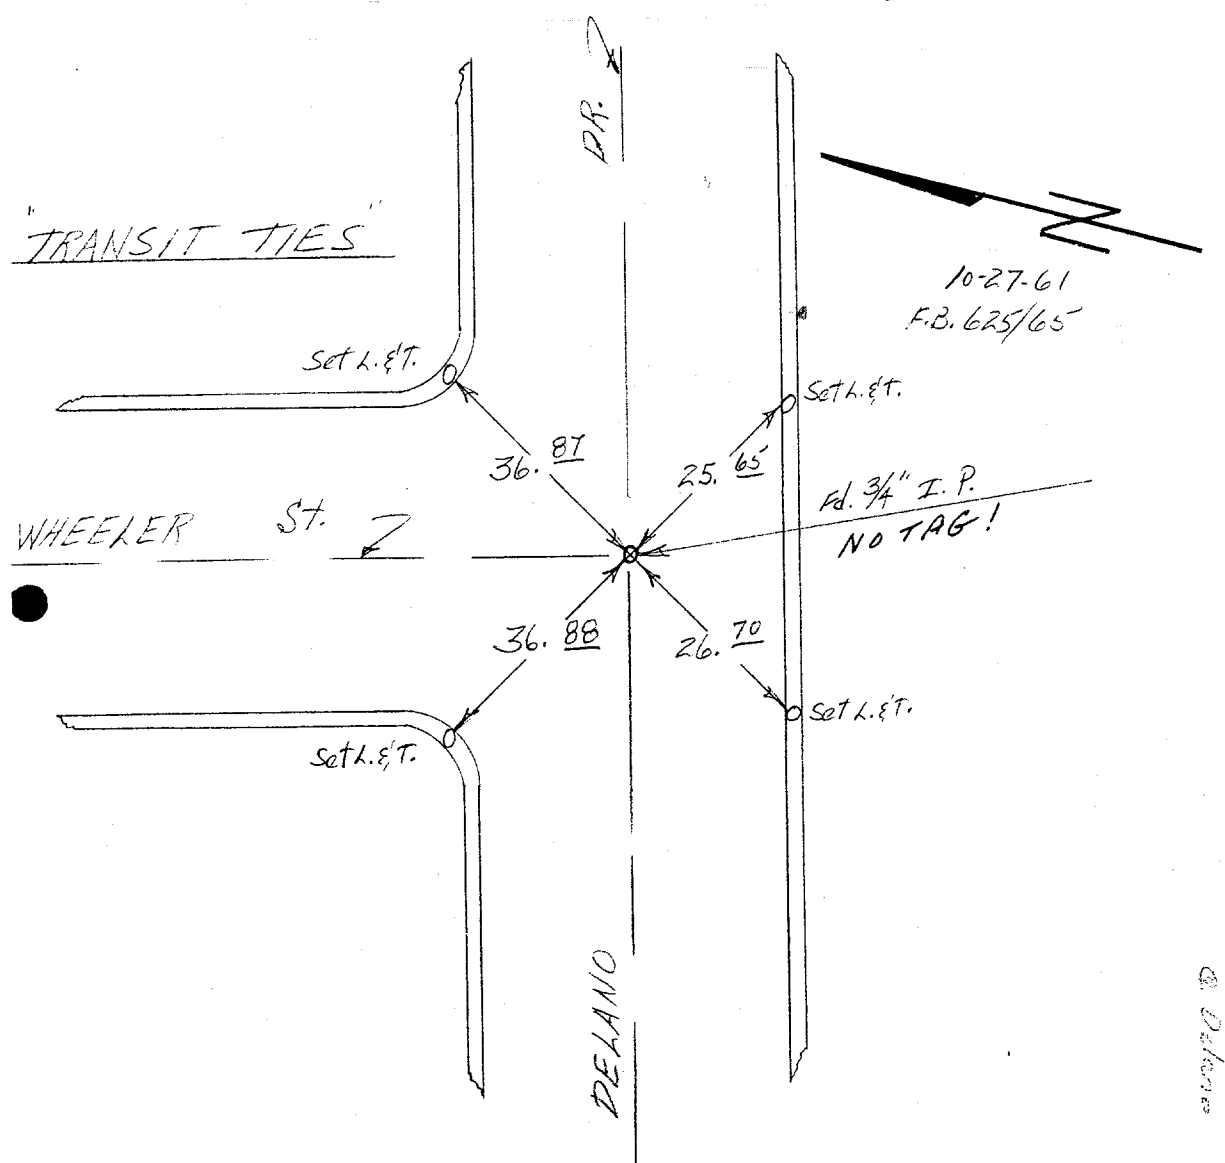 DR.
"TRANSIT TIES"
N
10-27-61
F.B. 625/65
Set L.&T.
Set L.&T.
36.87
25.65
Fd. 3/4" I.P.
NO TAG!
WHEELER St.
36.88
26.70
Set L.&T.
Set L.&T.
DELANO
@ Delano